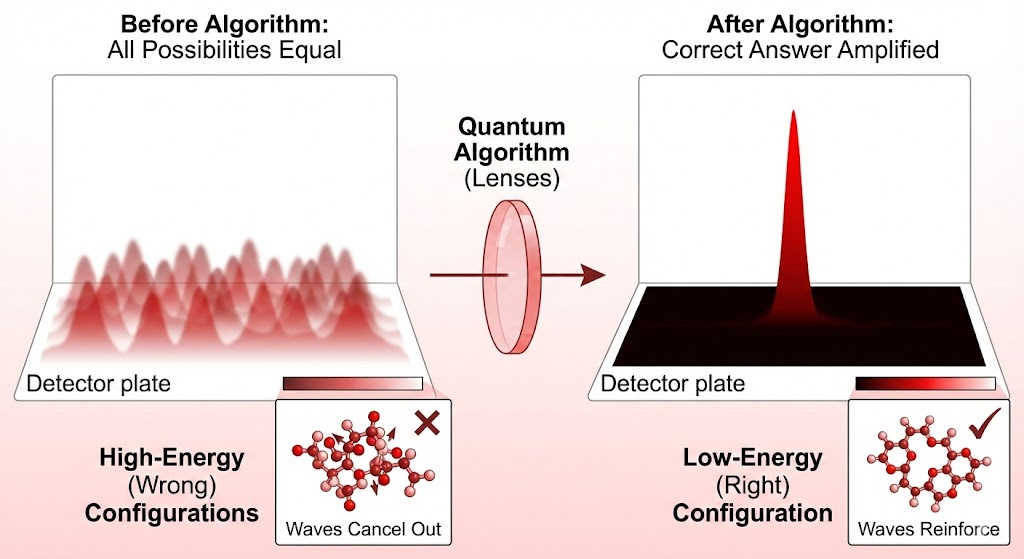 Before Algorithm:
All Possibilities Equal
After Algorithm:
Correct Answer Amplified
Quantum
Algorithm
(Lenses)
Detector plate
Detector plate
High-Energy
(Wrong)
Configurations
Waves Cancel Out
Low-Energy
(Right)
Configuration
Waves Reinforce